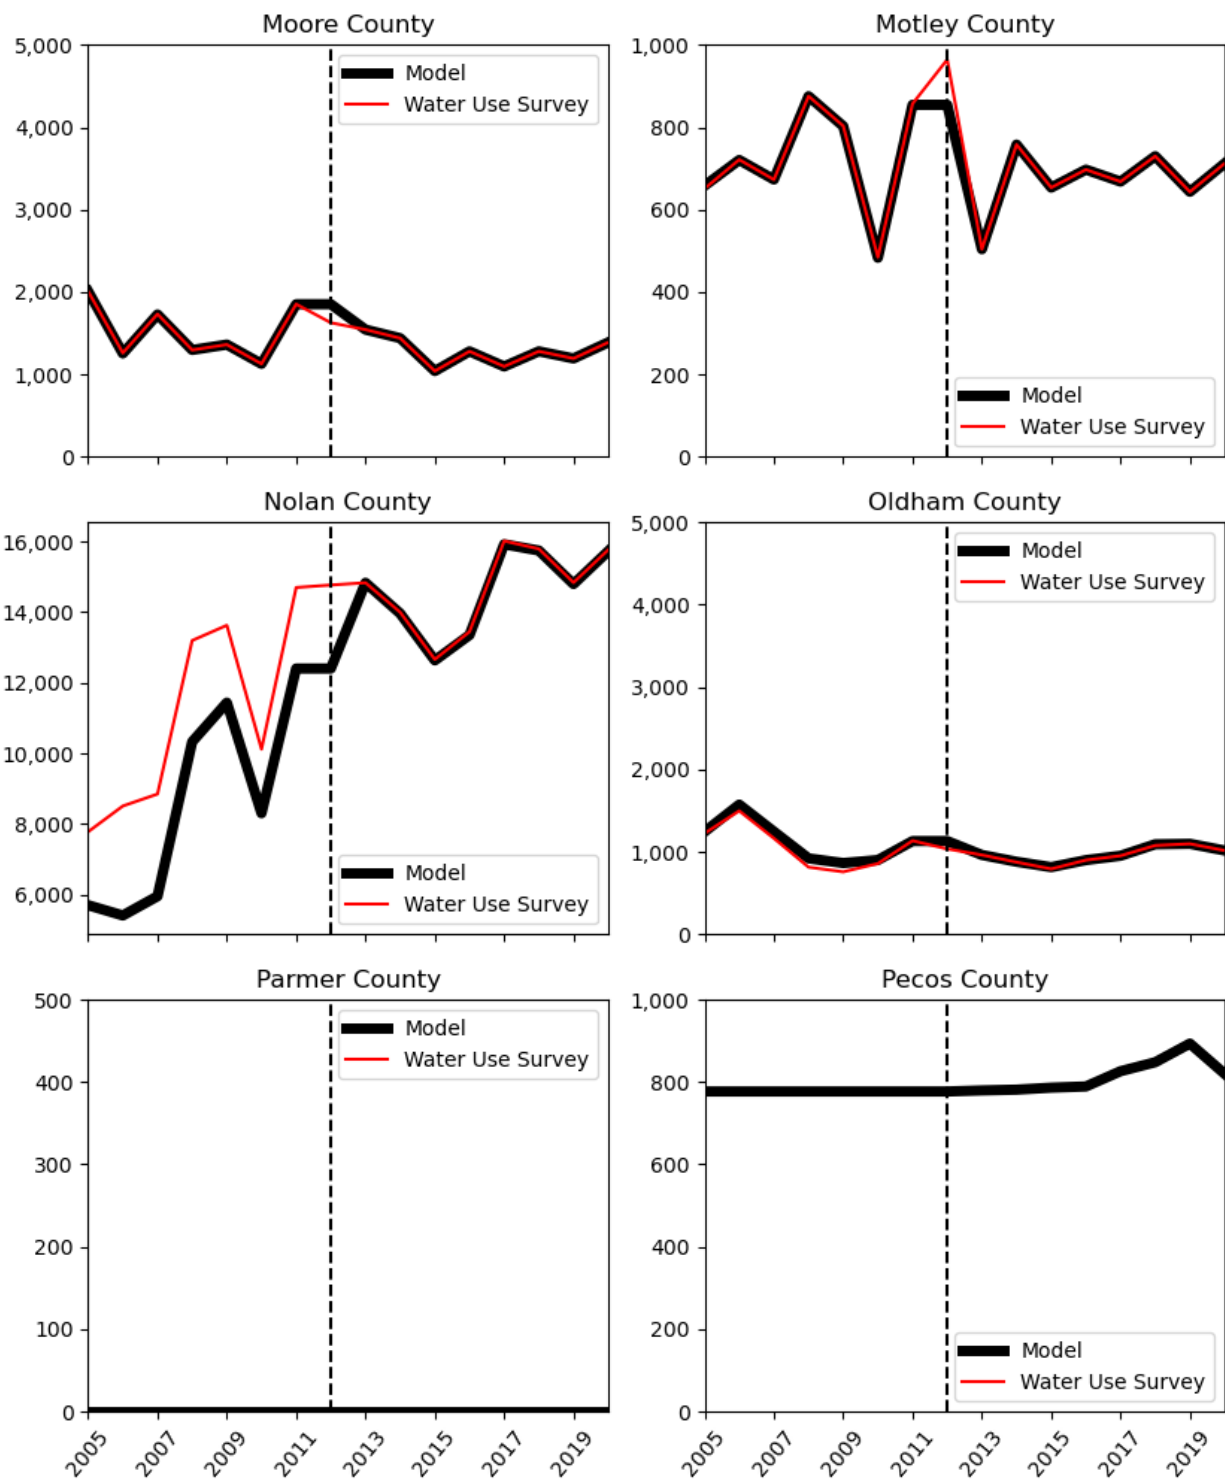 Moore County
5,000
4,000
3,000
2,000
1,000
0
Model
Water Use Survey
Motley County
1,000
800
600
400
200
0
Model
Water Use Survey
Nolan County
16,000
14,000
12,000
10,000
8,000
6,000
Model
Water Use Survey
Oldham County
5,000
4,000
3,000
2,000
1,000
0
Model
Water Use Survey
Parmer County
500
400
300
200
100
0
Model
Water Use Survey
2005
2007
2009
2011
2013
2015
2017
2019
Pecos County
1,000
800
600
400
200
0
Model
Water Use Survey
2005
2007
2009
2011
2013
2015
2017
2019